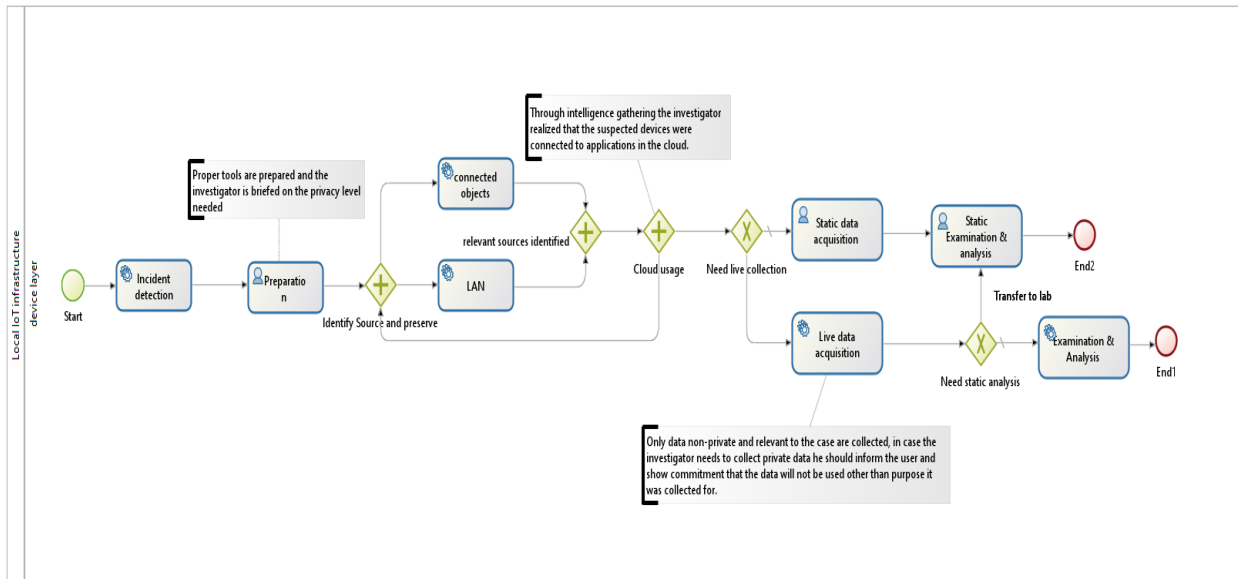 Local IoT infrastructure
device layer
Start
Incident
detection
Proper tools are prepared and the
investigator is briefed on the privacy level
needed
Preparatio
n
Identify Source and preserve
connected
objects
LAN
relevant sources identified
Through intelligence gathering the investigator
realized that the suspected devices were
connected to applications in the cloud.
Cloud usage
Need live collection
Static data
acquisition
Static
Examination &
analysis
End2
Transfer to lab
Live data
acquisition
Need static analysis
Examination &
Analysis
End1
Only data non-private and relevant to the case are collected, in case the
investigator needs to collect private data he should inform the user and
show commitment that the data will not be used other than purpose it
was collected for.